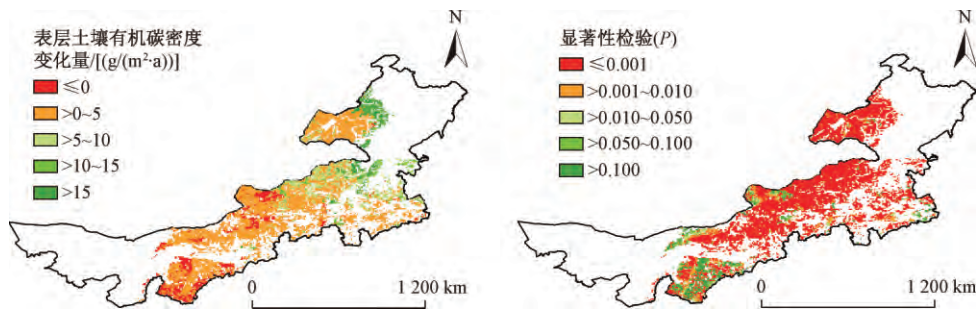 N
表层土壤有机碳密度
变化量/[(g/(m²·a))]
≤0
>0~5
>5~10
>10~15
>15
0 1 200 km
N
显著性检验(P)
≤0.001
>0.001~0.010
>0.010~0.050
>0.050~0.100
>0.100
0 1 200 km